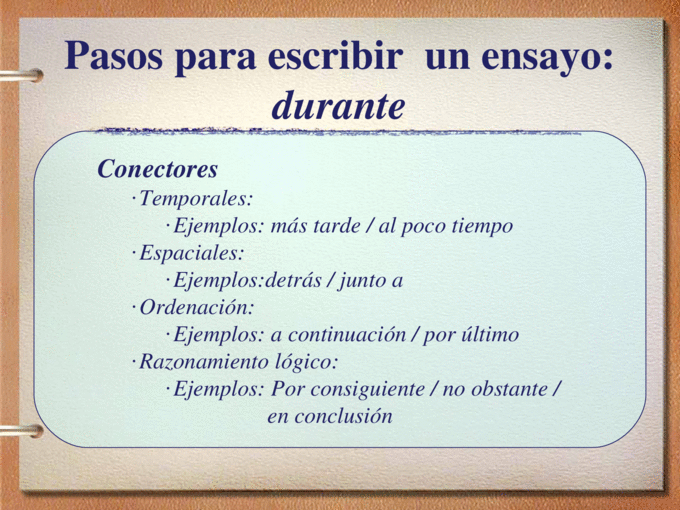 Pasos para escribir un ensayo:
durante
Conectores
·Temporales:
·Ejemplos: más tarde / al poco tiempo
·Espaciales:
·Ejemplos:detrás / junto a
·Ordenación:
·Ejemplos: a continuación / por último
·Razonamiento lógico:
·Ejemplos: Por consiguiente / no obstante /
en conclusión